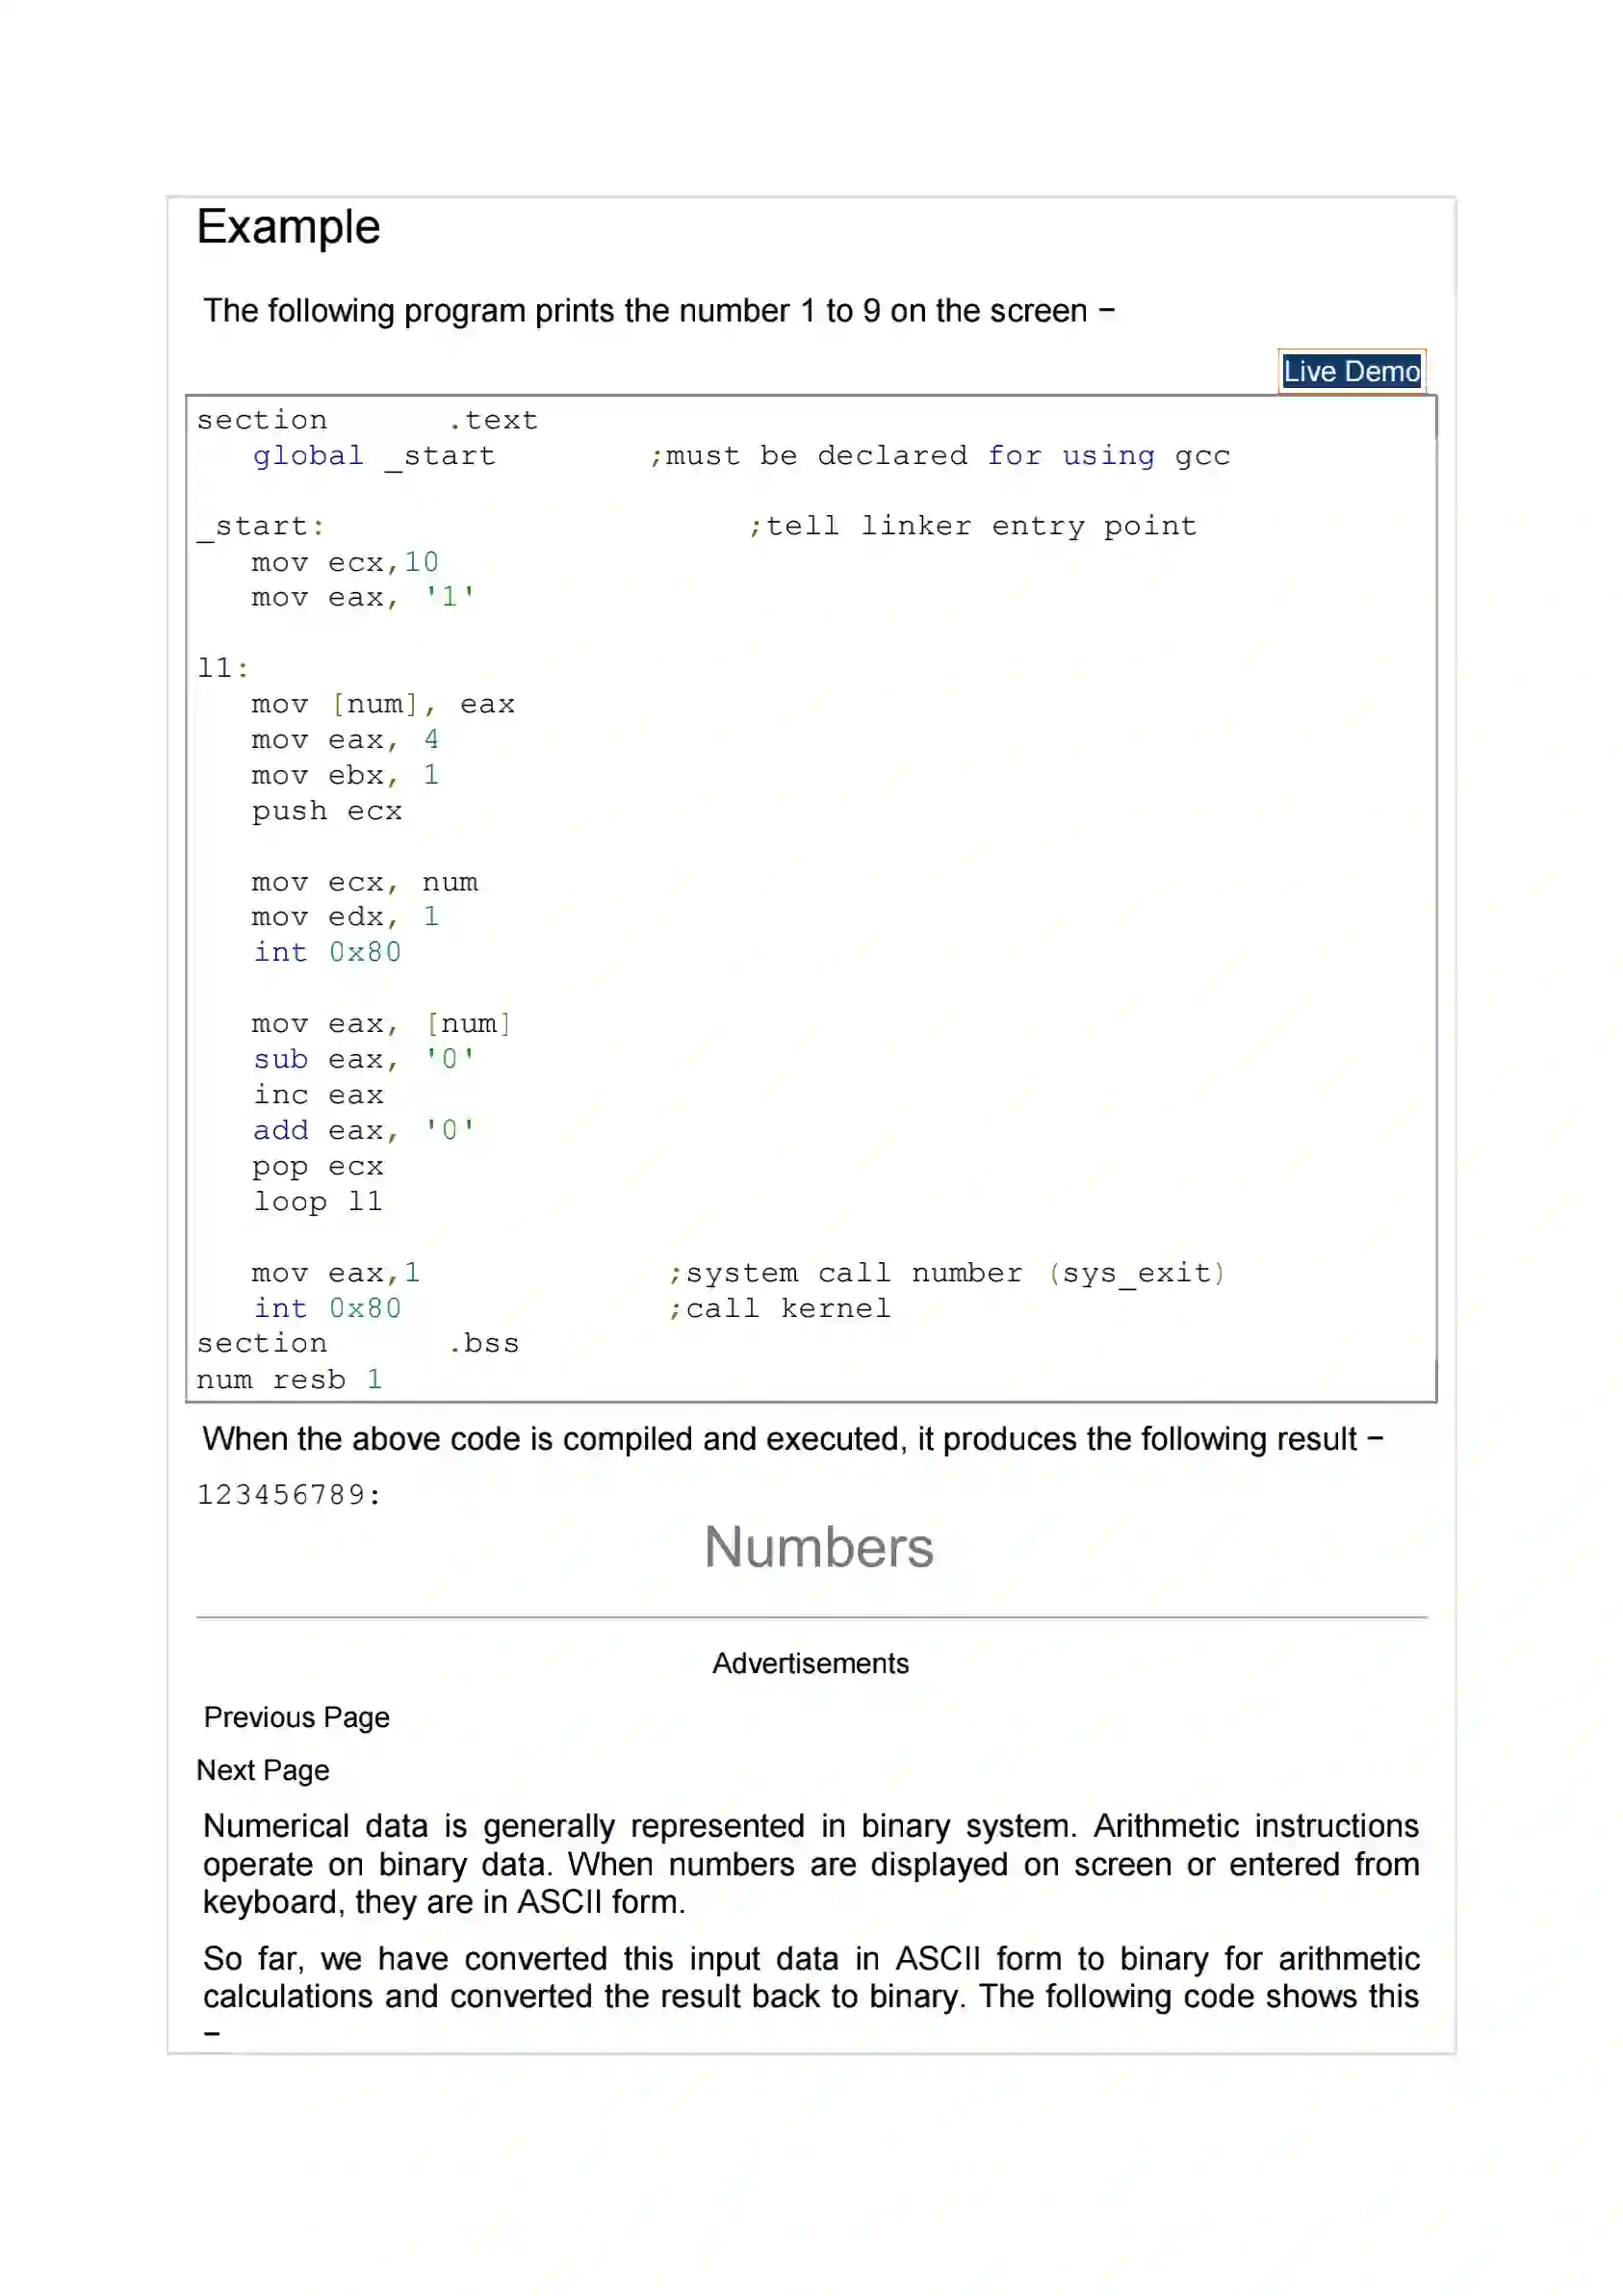 Example
The following program prints the number 1 to 9 on the screen −
Live Demo
section .text
global _start ;must be declared for using gcc
_start: ;tell linker entry point
mov ecx,10
mov eax, '1'
l1:
mov [num], eax
mov eax, 4
mov ebx, 1
push ecx
mov ecx, num
mov edx, 1
int 0x80
mov eax, [num]
sub eax, '0'
inc eax
add eax, '0'
pop ecx
loop l1
mov eax,1 ;system call number (sys_exit)
int 0x80 ;call kernel
section .bss
num resb 1
When the above code is compiled and executed, it produces the following result −
123456789:
Numbers
Advertisements
Previous Page
Next Page
Numerical data is generally represented in binary system. Arithmetic instructions
operate on binary data. When numbers are displayed on screen or entered from
keyboard, they are in ASCII form.
So far, we have converted this input data in ASCII form to binary for arithmetic
calculations and converted the result back to binary. The following code shows this
−